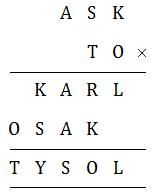 A S K
T O ×
K A R L
O S A K
T Y S O L